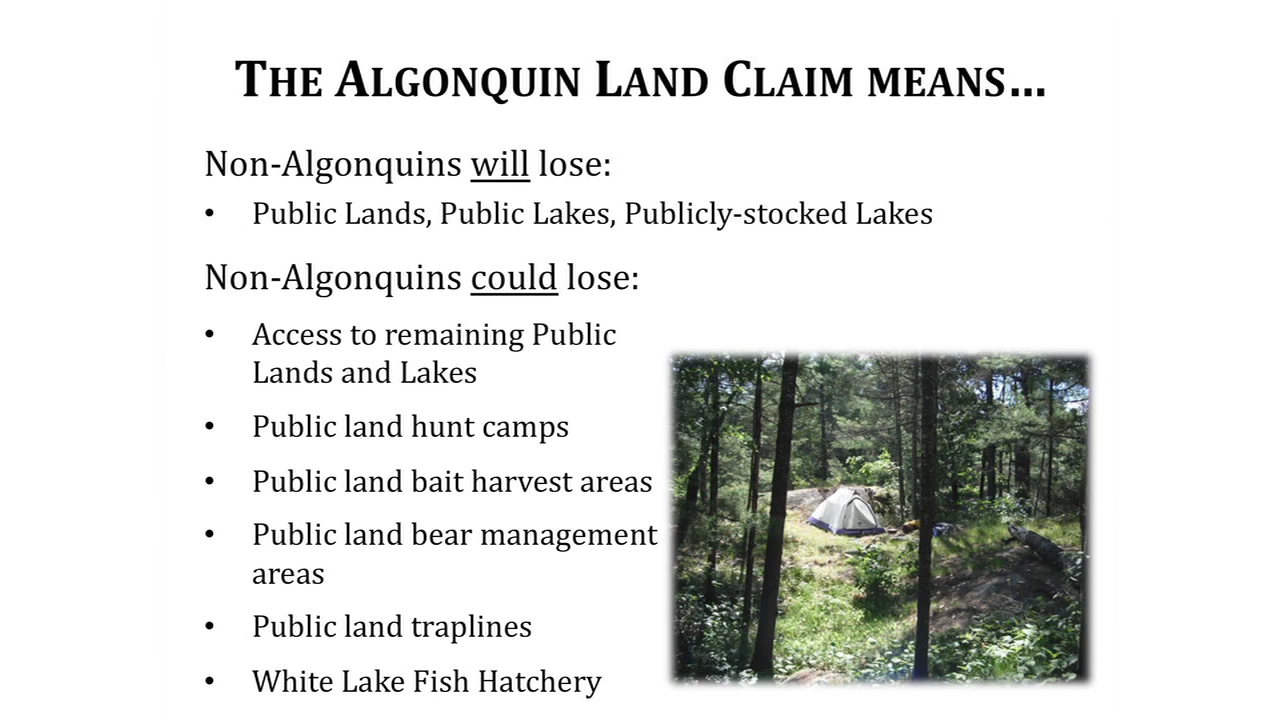 THE ALGONQUIN LAND CLAIM MEANS…
Non-Algonquins will lose:
• Public Lands, Public Lakes, Publicly-stocked Lakes
Non-Algonquins could lose:
• Access to remaining Public
Lands and Lakes
• Public land hunt camps
• Public land bait harvest areas
• Public land bear management
areas
• Public land traplines
• White Lake Fish Hatchery